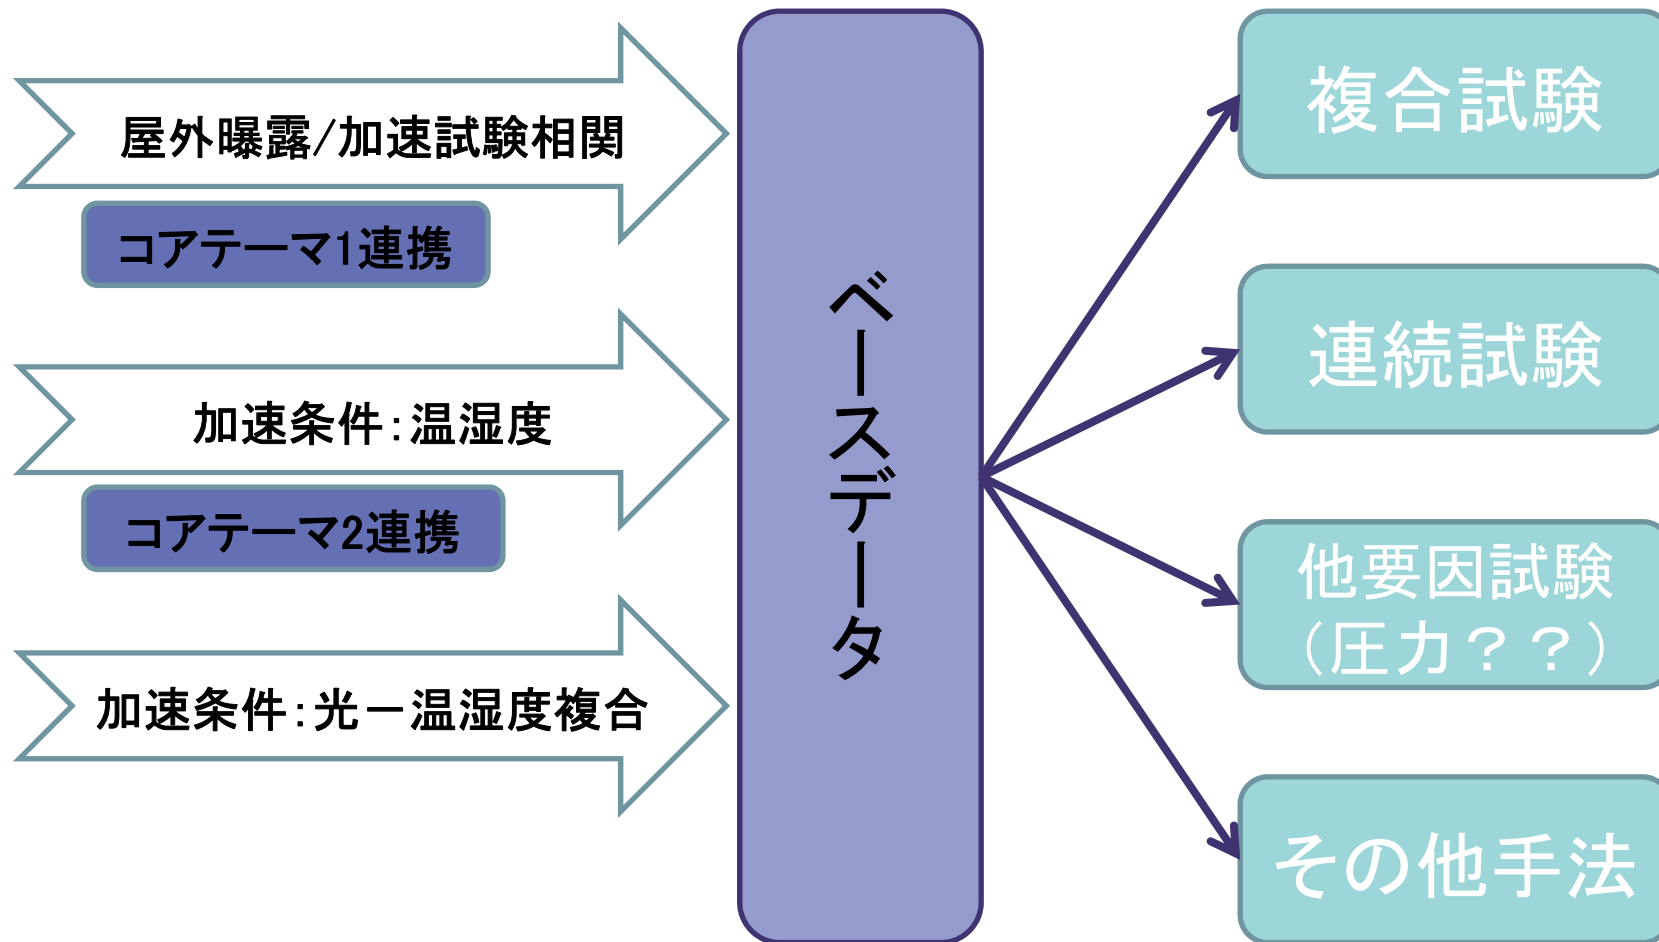 屋外曝露/加速試験相関
コアテーマ1連携
加速条件:温湿度
コアテーマ2連携
加速条件:光－温湿度複合
ベースデータ
複合試験
連続試験
他要因試験
（圧力？？）
その他手法